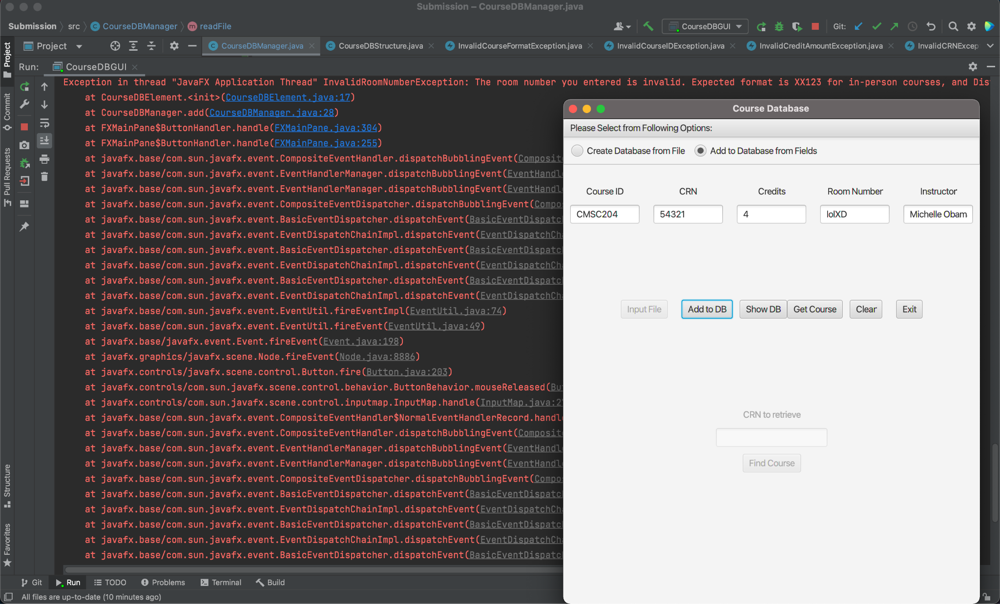 Submission – CourseDBManager.java
Submission src CourseDBManager m readFile
CourseDBGUI Git:
Project CourseDBManager.java CourseDBStructure.java InvalidCourseFormatException.java InvalidCourseIDException.java InvalidCreditAmountException.java InvalidCRNExcep
Run: CourseDBGUI
Project
Commit
Pull Requests
Structure
Favorites
Exception in thread "JavaFX Application Thread" InvalidRoomNumberException: The room number you entered is invalid. Expected format is XX123 for in-person courses, and Dis
at CourseDBElement.<init>(CourseDBElement.java:17)
at CourseDBManager.add(CourseDBManager.java:28)
at FXMainPane$ButtonHandler.handle(FXMainPane.java:304)
at FXMainPane$ButtonHandler.handle(FXMainPane.java:255)
at javafx.base/com.sun.javafx.event.CompositeEventHandler.dispatchBubblingEvent(Composite
at javafx.base/com.sun.javafx.event.EventHandlerManager.dispatchBubblingEvent(EventHandle
at javafx.base/com.sun.javafx.event.EventHandlerManager.dispatchBubblingEvent(EventHandle
at javafx.base/com.sun.javafx.event.CompositeEventDispatcher.dispatchBubblingEvent(Compos
at javafx.base/com.sun.javafx.event.BasicEventDispatcher.dispatchEvent(BasicEventDispatc
at javafx.base/com.sun.javafx.event.EventDispatchChainImpl.dispatchEvent(EventDispatchCha
at javafx.base/com.sun.javafx.event.BasicEventDispatcher.dispatchEvent(BasicEventDispatc
at javafx.base/com.sun.javafx.event.EventDispatchChainImpl.dispatchEvent(EventDispatchCha
at javafx.base/com.sun.javafx.event.BasicEventDispatcher.dispatchEvent(BasicEventDispatc
at javafx.base/com.sun.javafx.event.EventDispatchChainImpl.dispatchEvent(EventDispatchCha
at javafx.base/com.sun.javafx.event.EventUtil.fireEventImpl(EventUtil.java:74)
at javafx.base/com.sun.javafx.event.EventUtil.fireEvent(EventUtil.java:49)
at javafx.base/javafx.event.Event.fireEvent(Event.java:198)
at javafx.graphics/javafx.scene.Node.fireEvent(Node.java:8886)
at javafx.controls/javafx.scene.control.Button.fire(Button.java:203)
at javafx.controls/com.sun.javafx.scene.control.behavior.ButtonBehavior.mouseReleased(But
at javafx.controls/com.sun.javafx.scene.control.inputmap.InputMap.handle(InputMap.java:27
at javafx.base/com.sun.javafx.event.CompositeEventHandler$NormalEventHandlerRecord.handle
at javafx.base/com.sun.javafx.event.CompositeEventHandler.dispatchBubblingEvent(Composite
at javafx.base/com.sun.javafx.event.EventHandlerManager.dispatchBubblingEvent(EventHandle
at javafx.base/com.sun.javafx.event.EventHandlerManager.dispatchBubblingEvent(EventHandle
at javafx.base/com.sun.javafx.event.CompositeEventDispatcher.dispatchBubblingEvent(Compos
at javafx.base/com.sun.javafx.event.BasicEventDispatcher.dispatchEvent(BasicEventDispatc
at javafx.base/com.sun.javafx.event.EventDispatchChainImpl.dispatchEvent(EventDispatchCha
at javafx.base/com.sun.javafx.event.BasicEventDispatcher.dispatchEvent(BasicEventDispatc
at javafx.base/com.sun.javafx.event.EventDispatchChainImpl.dispatchEvent(EventDispatchCha
at javafx.base/com.sun.javafx.event.BasicEventDispatcher.dispatchEvent(BasicEventDispatc
Course Database
Please Select from Following Options:
Create Database from File Add to Database from Fields
Course ID CRN Credits Room Number Instructor
CMSC204 54321 4 lolXD Michelle Obam
Input File Add to DB Show DB Get Course Clear Exit
CRN to retrieve
Find Course
Git Run TODO Problems Terminal Build
All files are up-to-date (10 minutes ago)